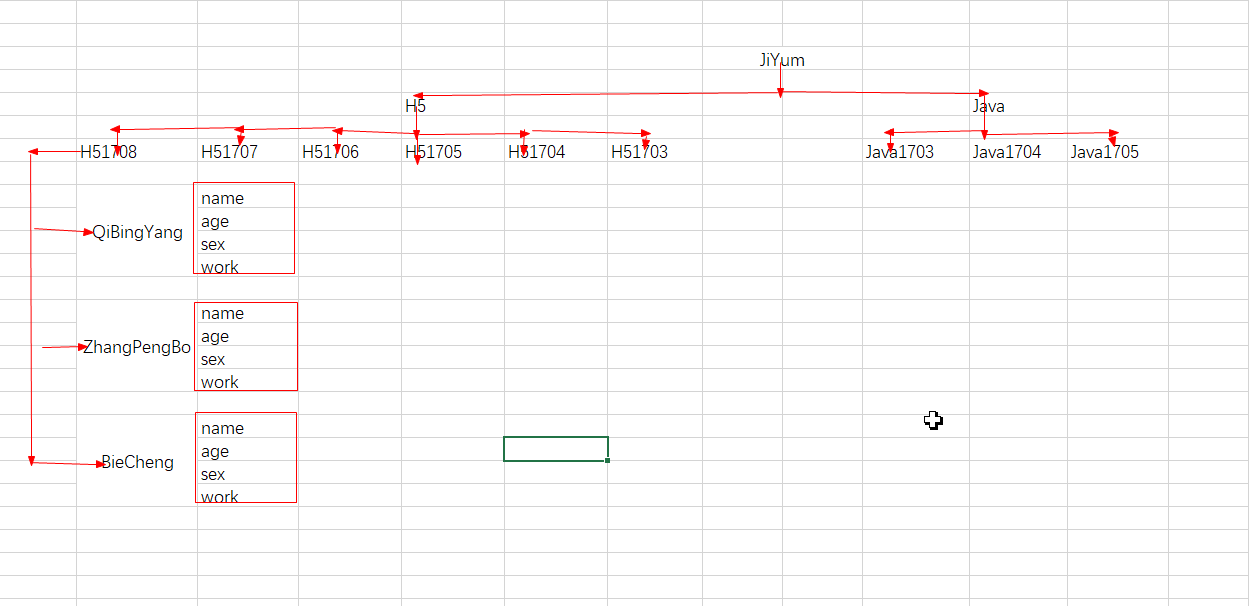 JiYum
H5 Java
H51708 H51707 H51706 H51705 H51704 H51703 Java1703 Java1704 Java1705
QiBingYang
name
age
sex
work
ZhangPengBo
name
age
sex
work
BieCheng
name
age
sex
work